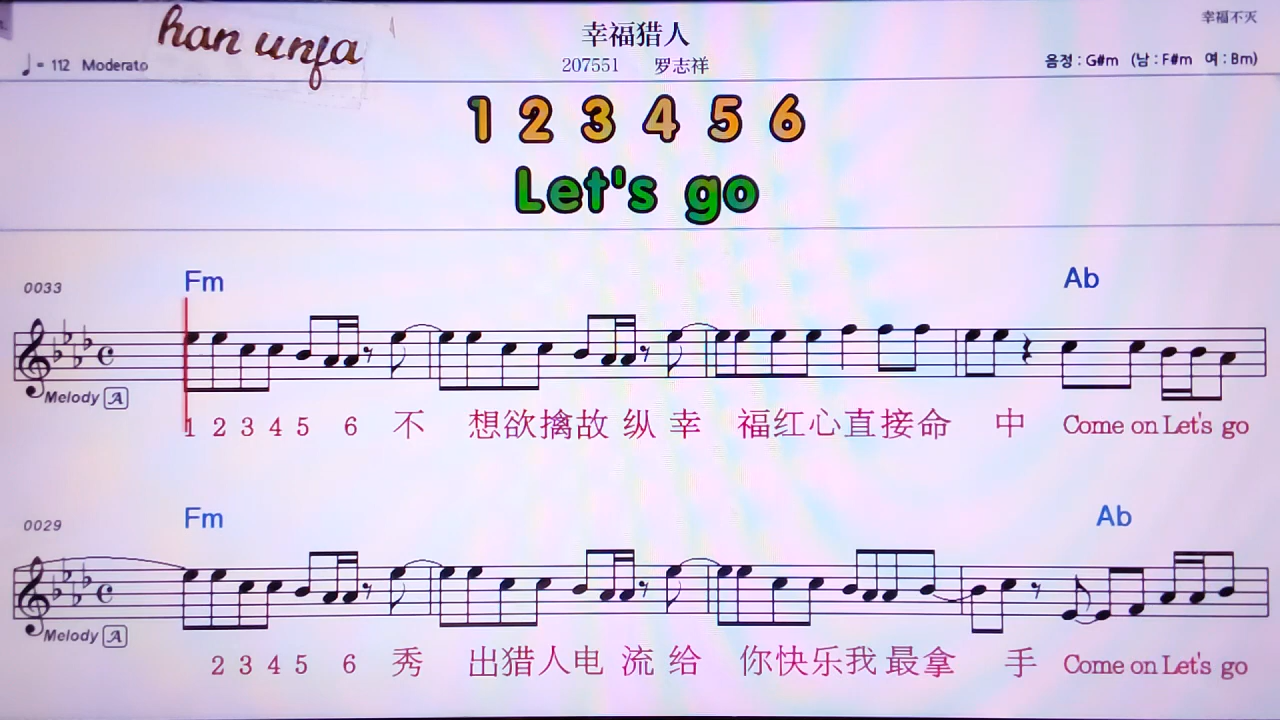 han unfa
幸福猎人
幸福不灭
♩= 112 Moderato
207551 罗志祥
음정 : G#m (남 : F#m 여 : Bm)
1 2 3 4 5 6
Let's go
0033
Fm Ab
Melody A
1 2 3 4 5 6 不 想欲擒故纵幸 福红心直接命 中 Come on Let's go
0029
Fm Ab
Melody A
2 3 4 5 6 秀 出猎人电流给 你快乐我最拿 手 Come on Let's go